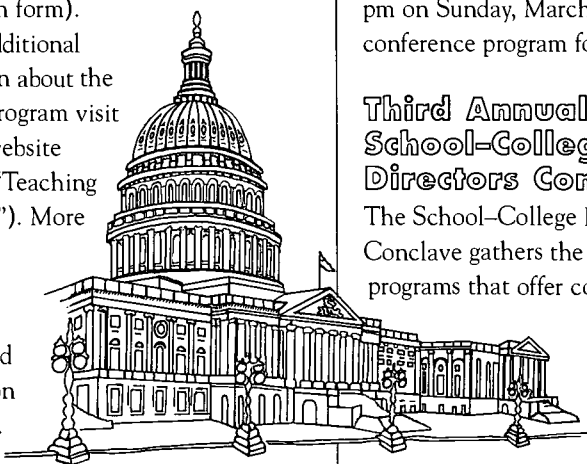 n form).
dditional
n about the
rogram visit
ebsite
"Teaching
"). More
d
on
pm on Sunday, March
conference program fo
Third Annual
School–Colleg
Directors Con
The School–College
Conclave gathers the
programs that offer co